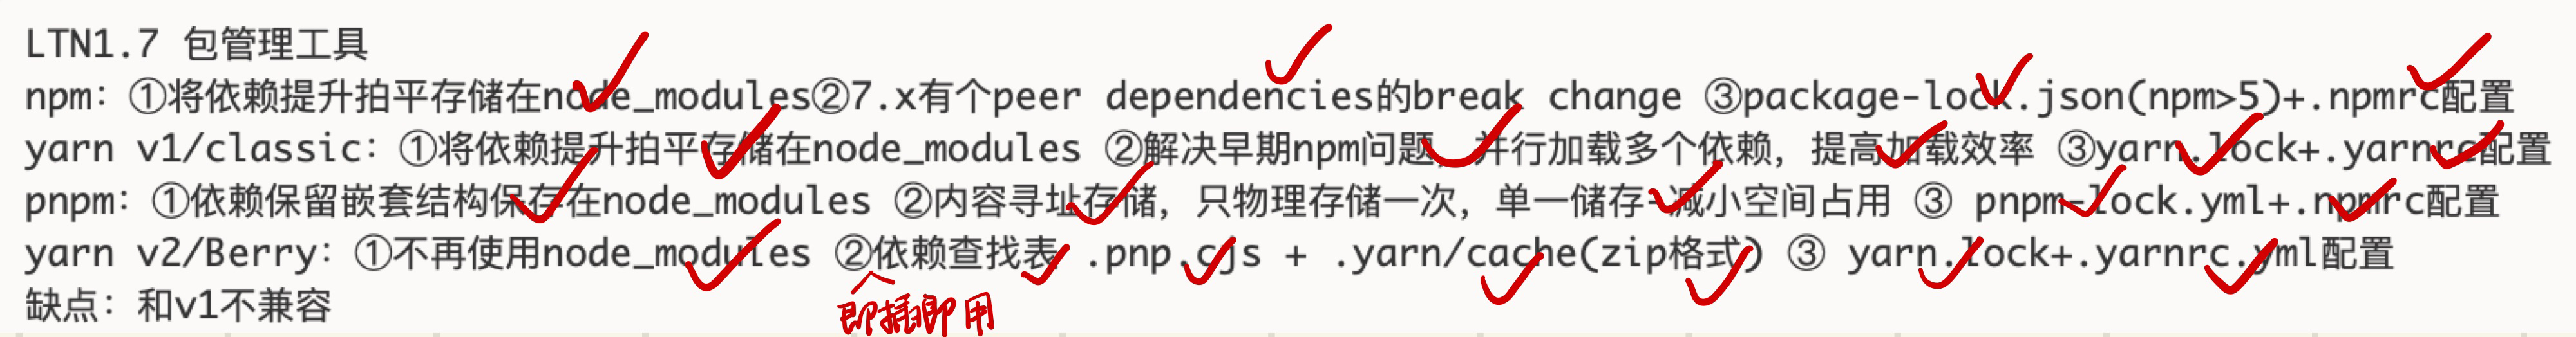 LTN1.7 包管理工具
npm: ①将依赖提升拍平存储在node_modules②7.x有个peer dependencies的break change ③package-lock.json(npm>5)+.npmrc配置
yarn v1/classic: ①将依赖提升拍平存储在node_modules ②解决早期npm问题，并行加载多个依赖，提高加载效率 ③yarn.lock+.yarnrc配置
pnpm: ①依赖保留嵌套结构保存在node_modules ②内容寻址存储，只物理存储一次，单一储存=减小空间占用 ③ pnpm-lock.yml+.npmrc配置
yarn v2/Berry: ①不再使用node_modules ②依赖查找表 .pnp.cjs + .yarn/cache(zip格式) ③ yarn.lock+.yarnrc.yml配置
即插即用
缺点: 和v1不兼容